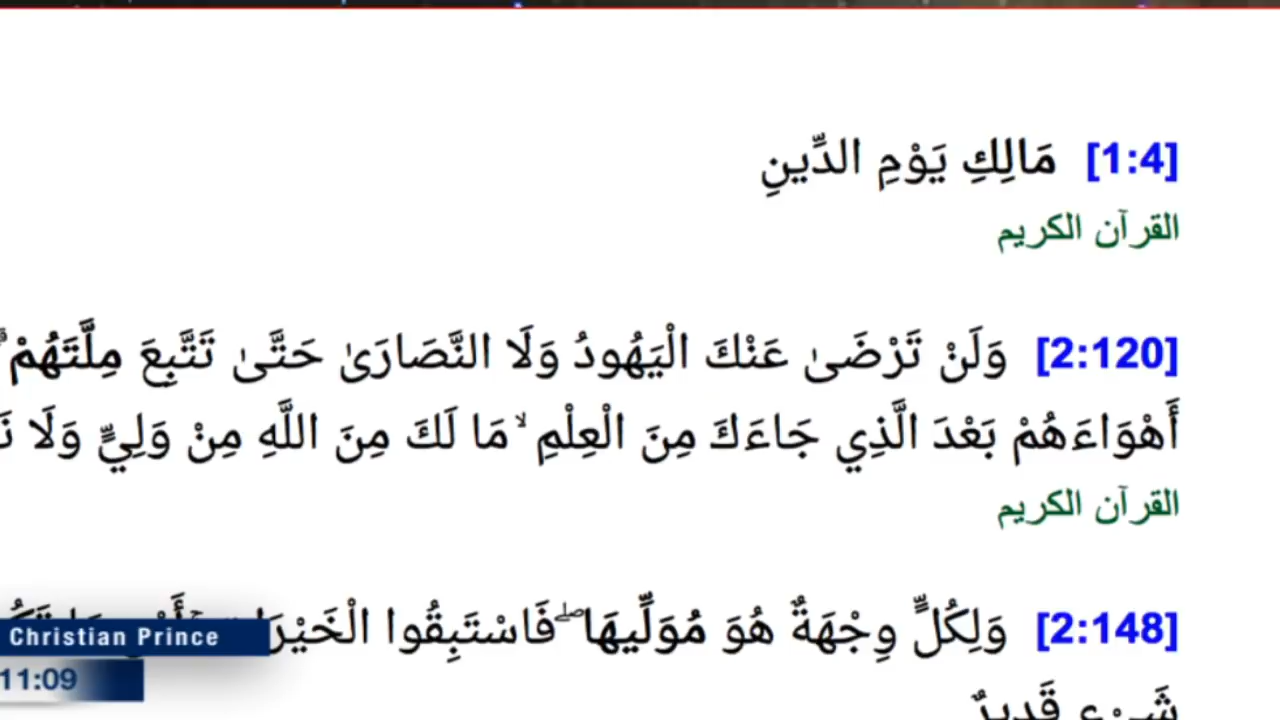 [1:4] مَالِكِ يَوْمِ الدِّينِ
القرآن الكريم
[2:120] وَلَنْ تَرْضَىٰ عَنْكَ الْيَهُودُ وَلَا النَّصَارَىٰ حَتَّىٰ تَتَّبِعَ مِلَّتَهُمْ ۗ
أَهْوَاءَهُمْ بَعْدَ الَّذِي جَاءَكَ مِنَ الْعِلْمِ ۙ مَا لَكَ مِنَ اللَّهِ مِنْ وَلِيٍّ وَلَا
القرآن الكريم
[2:148] وَلِكُلٍّ وِجْهَةٌ هُوَ مُوَلِّيهَا ۖ فَاسْتَبِقُوا
شَيْءٍ قَدِيرٌ
Christian Prince
11:09